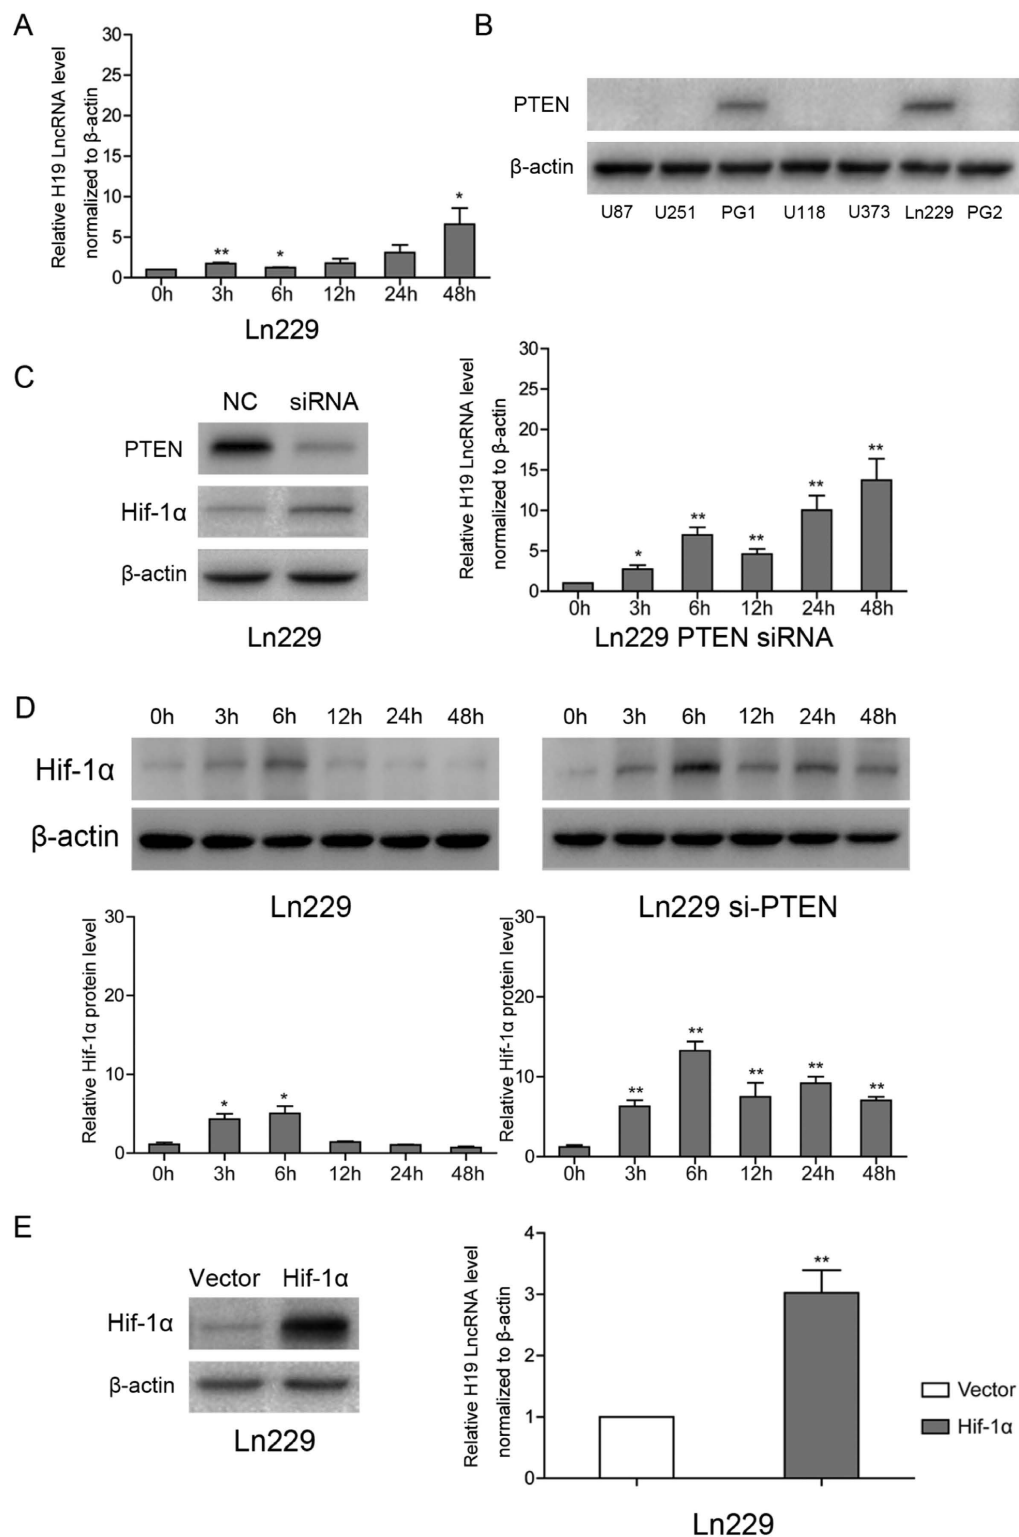 A
Relative H19 LncRNA level
normalized to β-actin
30
25
20
15
10
5
0
**
*
*
0h 3h 6h 12h 24h 48h
Ln229
B
PTEN
β-actin
U87 U251 PG1 U118 U373 Ln229 PG2
C
NC siRNA
PTEN
Hif-1α
β-actin
Ln229
Relative H19 LncRNA level
normalized to β-actin
30
25
20
15
10
5
0
*
**
**
**
**
0h 3h 6h 12h 24h 48h
Ln229 PTEN siRNA
D
0h 3h 6h 12h 24h 48h
Hif-1α
β-actin
Ln229
0h 3h 6h 12h 24h 48h
Ln229 si-PTEN
Relative Hif-1α protein level
30
20
10
0
*
*
0h 3h 6h 12h 24h 48h
Relative Hif-1α protein level
30
20
10
0
**
**
**
**
**
0h 3h 6h 12h 24h 48h
E
Vector Hif-1α
Hif-1α
β-actin
Ln229
Relative H19 LncRNA level
normalized to β-actin
4
3
2
1
0
**
Vector
Hif-1α
Ln229